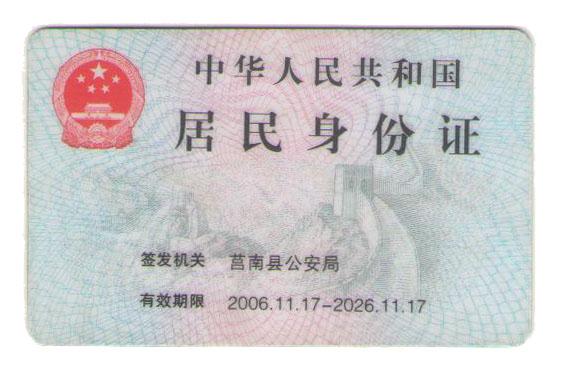 中华人民共和国
居民身份证
签发机关 莒南县公安局
有效期限 2006.11.17-2026.11.17